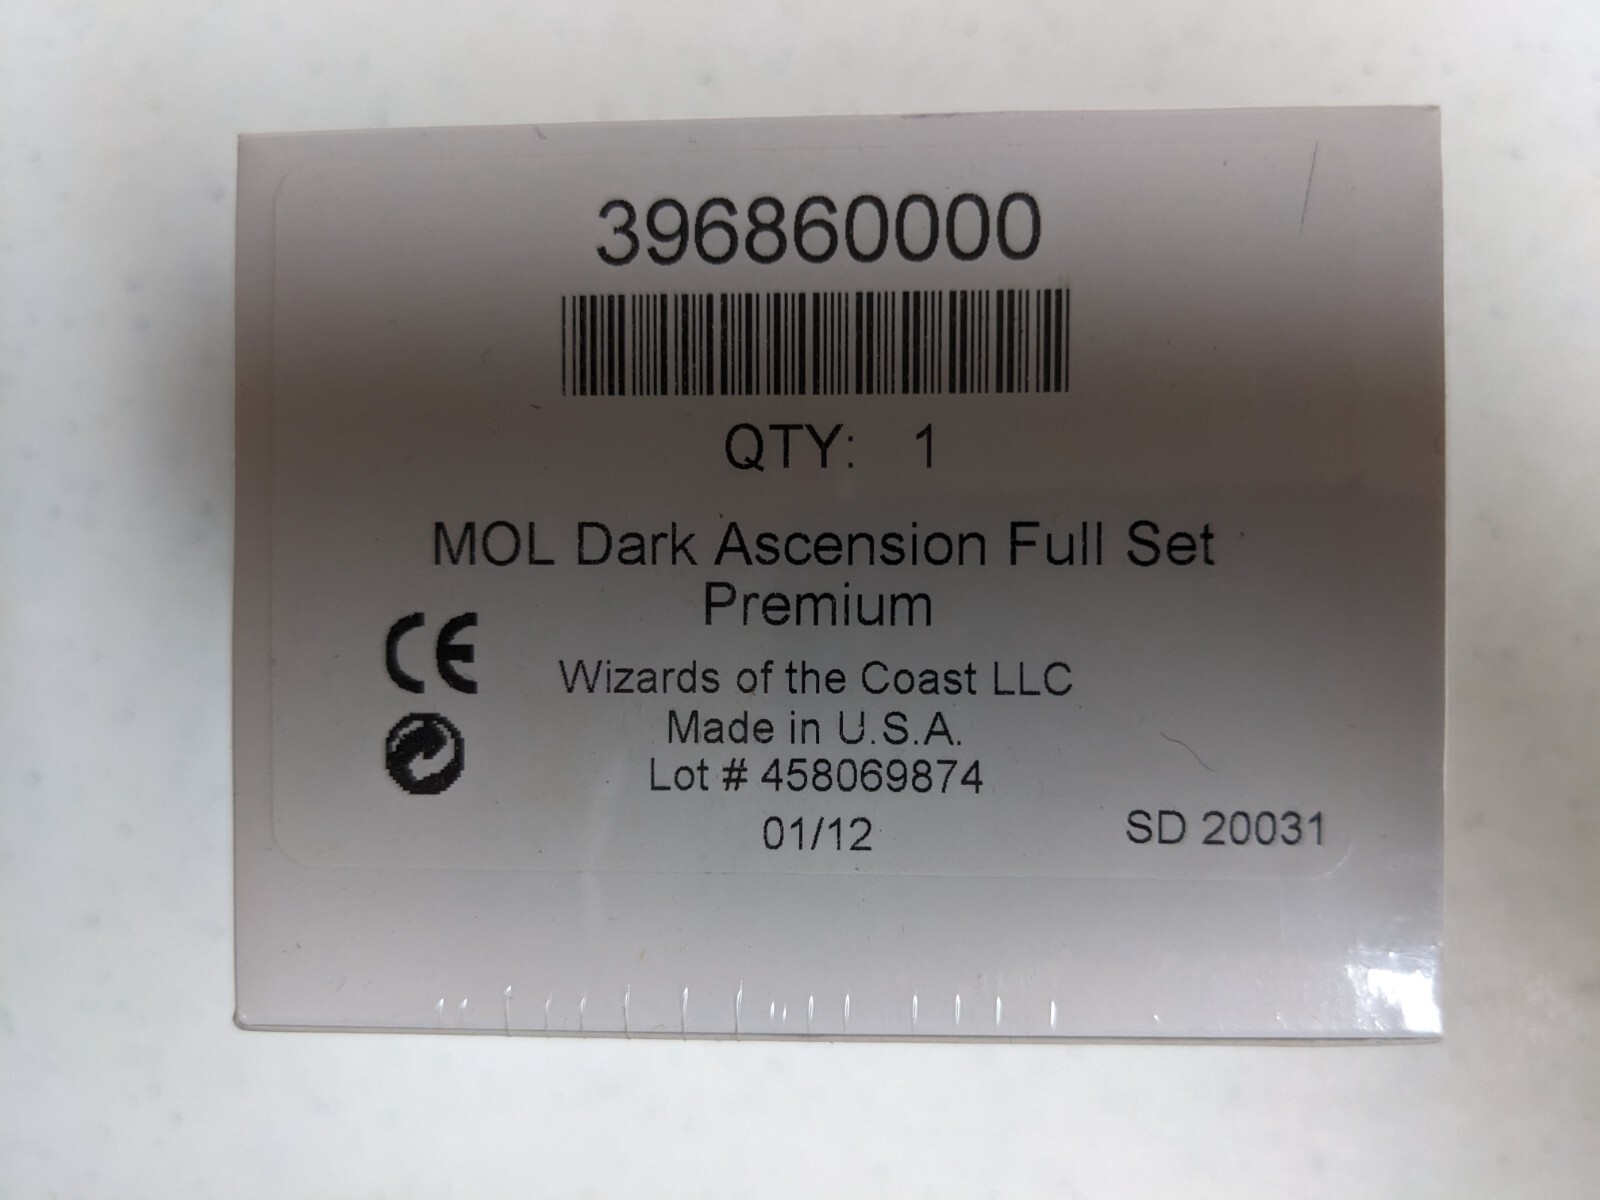 396860000
QTY: 1
MOL Dark Ascension Full Set
Premium
CE
Wizards of the Coast LLC
Made in U.S.A.
Lot # 458069874
01/12
SD 20031